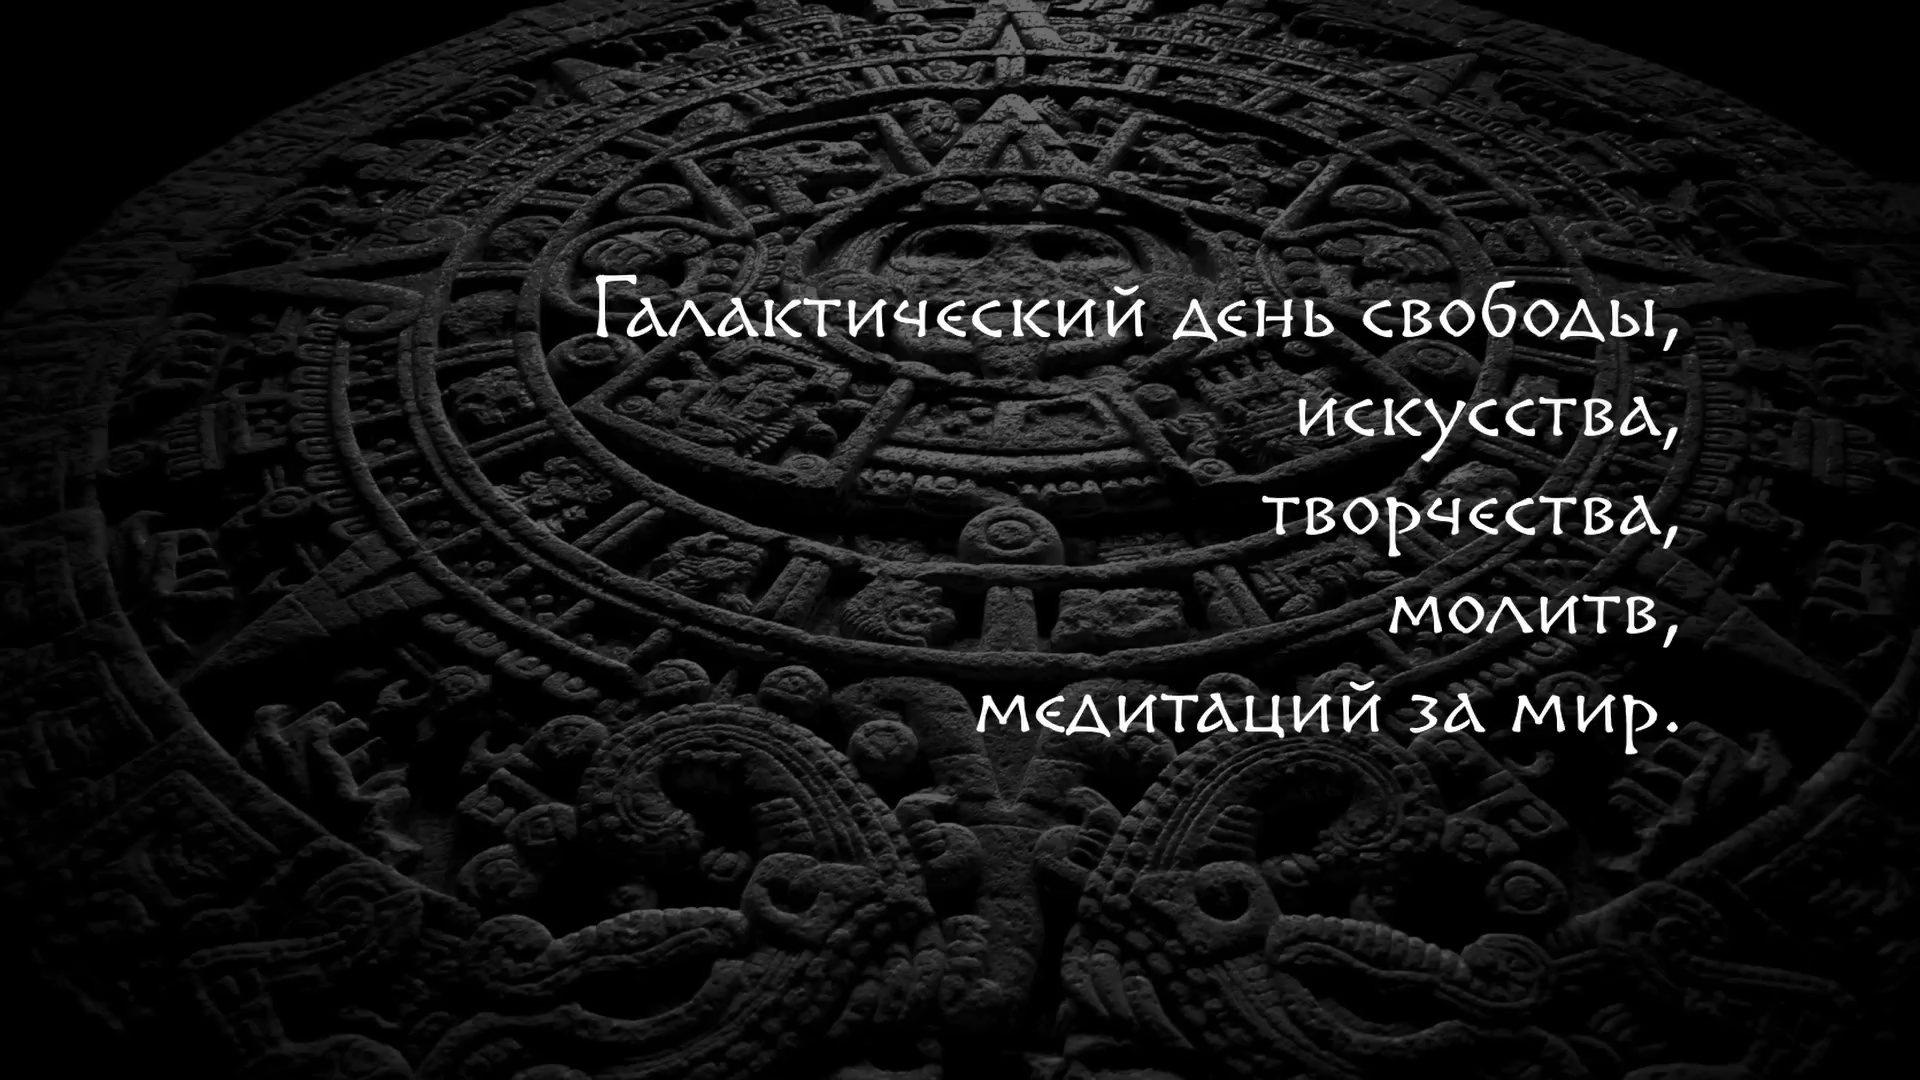 Галактический день свободы,
искусства,
творчества,
молитв,
медитаций за мир.